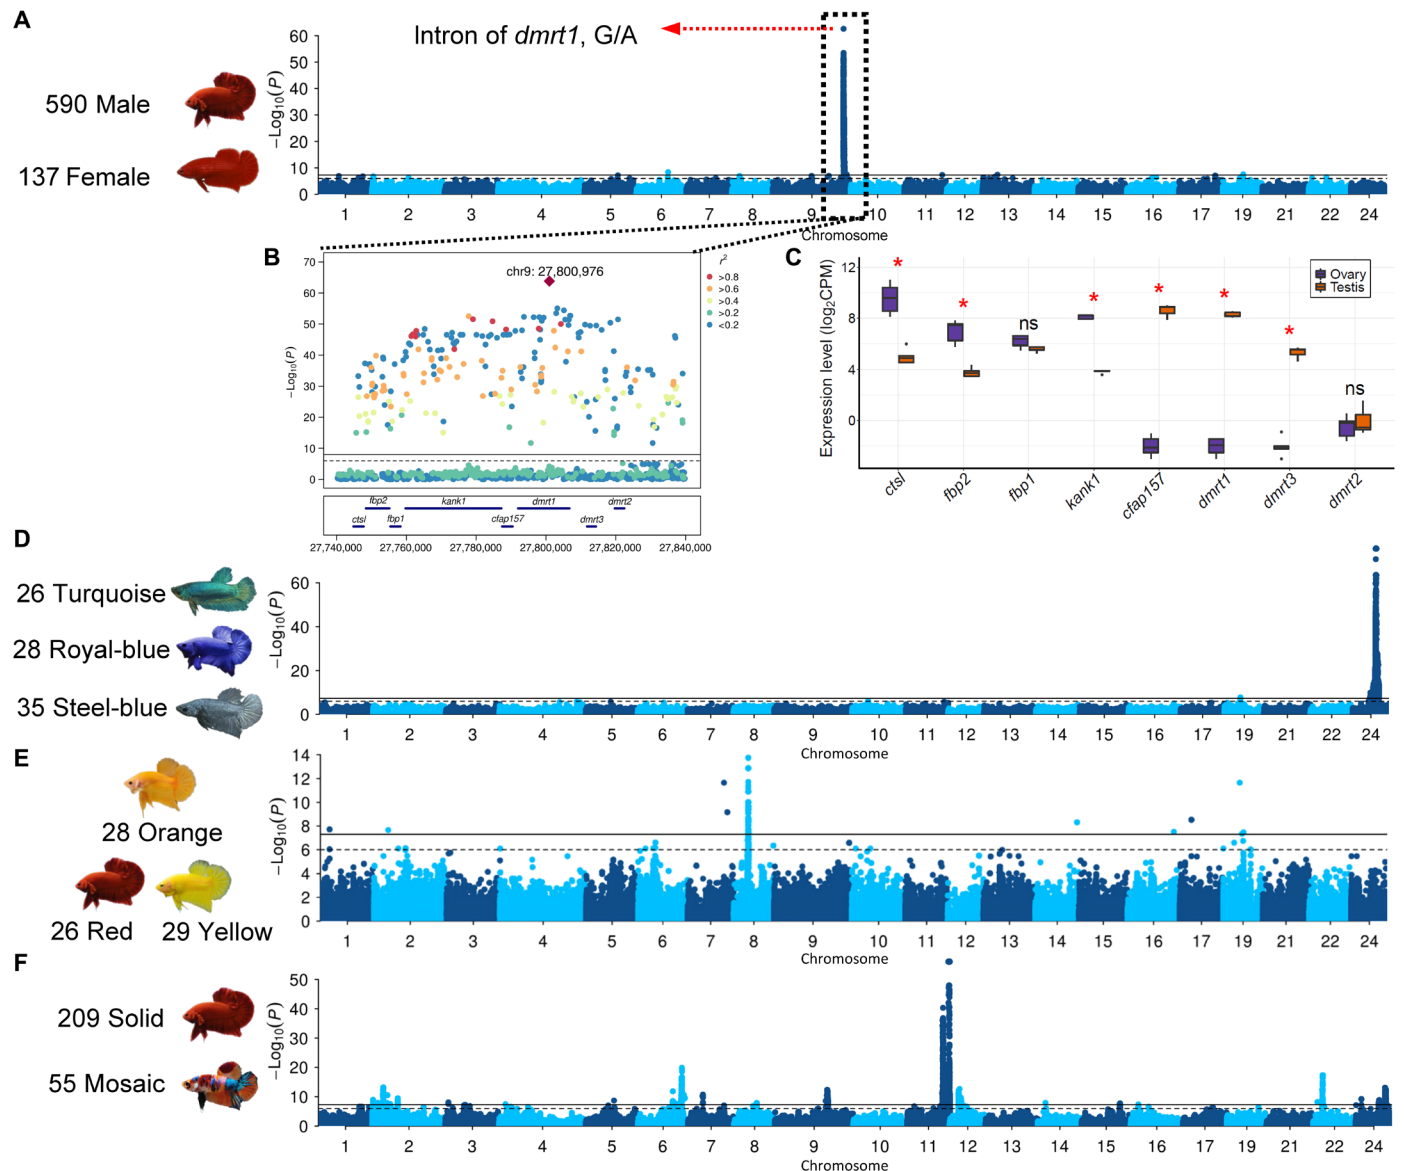 A
Intron of dmrt1, G/A
590 Male
137 Female
−Log10(P)
60
50
40
30
20
10
0
1 2 3 4 5 6 7 8 9 10 11 12 13 14 15 16 17 19 21 22 24
Chromosome
B
chr9: 27,800,976
−Log10(P)
70
60
50
40
30
20
10
0
r2
>0.8
>0.6
>0.4
>0.2
<0.2
fbp2 kank1 dmrt1 dmrt2
ctsl fbp1 cfap157 dmrt3
27,740,000 27,760,000 27,780,000 27,800,000 27,820,000 27,840,000
C
Expression level (log2CPM)
12
8
4
0
* * ns * * * * ns
Ovary
Testis
ctsl fbp2 fbp1 kank1 cfap157 dmrt1 dmrt3 dmrt2
D
26 Turquoise
28 Royal-blue
35 Steel-blue
−Log10(P)
60
40
20
0
1 2 3 4 5 6 7 8 9 10 11 12 13 14 15 16 17 19 21 22 24
Chromosome
E
28 Orange
26 Red 29 Yellow
−Log10(P)
14
12
10
8
6
4
2
0
1 2 3 4 5 6 7 8 9 10 11 12 13 14 15 16 17 19 21 22 24
Chromosome
F
209 Solid
55 Mosaic
−Log10(P)
50
40
30
20
10
0
1 2 3 4 5 6 7 8 9 10 11 12 13 14 15 16 17 19 21 22 24
Chromosome